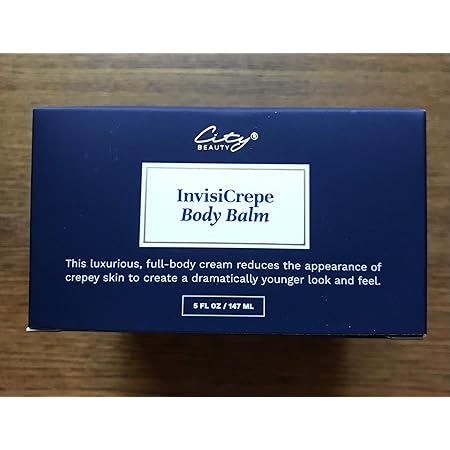 City®
BEAUTY
InvisiCrepe
Body Balm
This luxurious, full-body cream reduces the appearance of
crepey skin to create a dramatically younger look and feel.
5 FL OZ / 147 ML